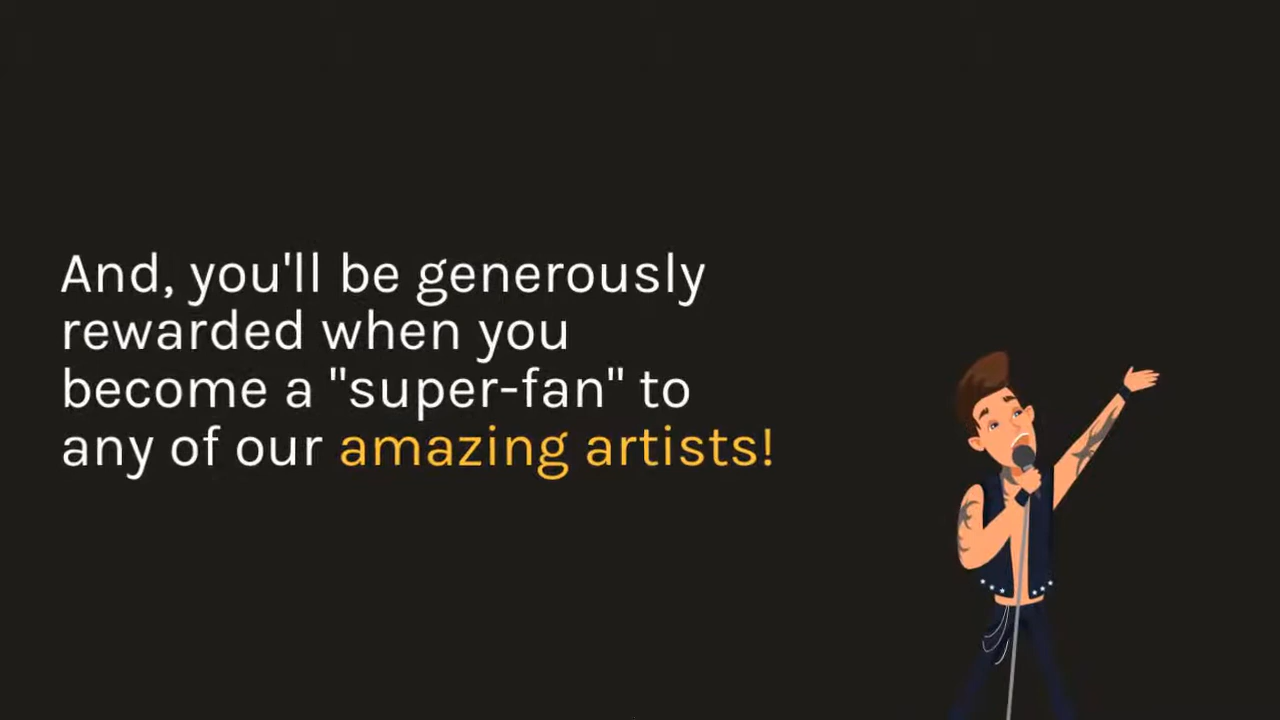 And, you'll be generously
rewarded when you
become a "super-fan" to
any of our amazing artists!